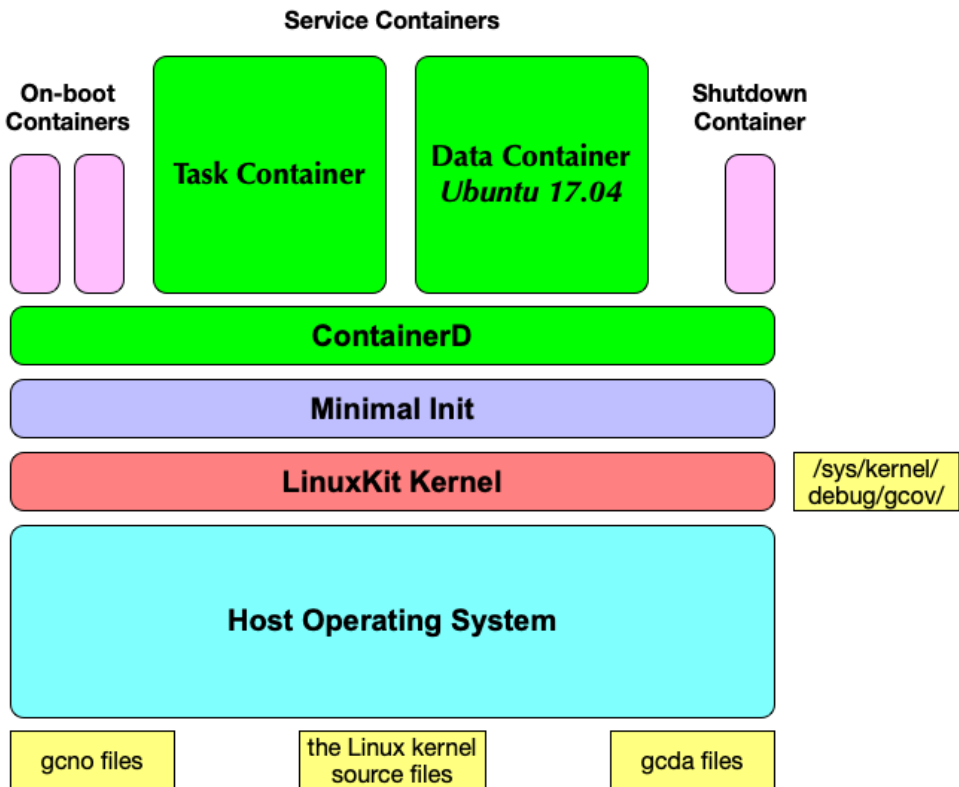 Service Containers
On-boot
Containers
Shutdown
Container
Task Container
Data Container
Ubuntu 17.04
ContainerD
Minimal Init
LinuxKit Kernel
/sys/kernel/
debug/gcov/
Host Operating System
gcno files
the Linux kernel
source files
gcda files